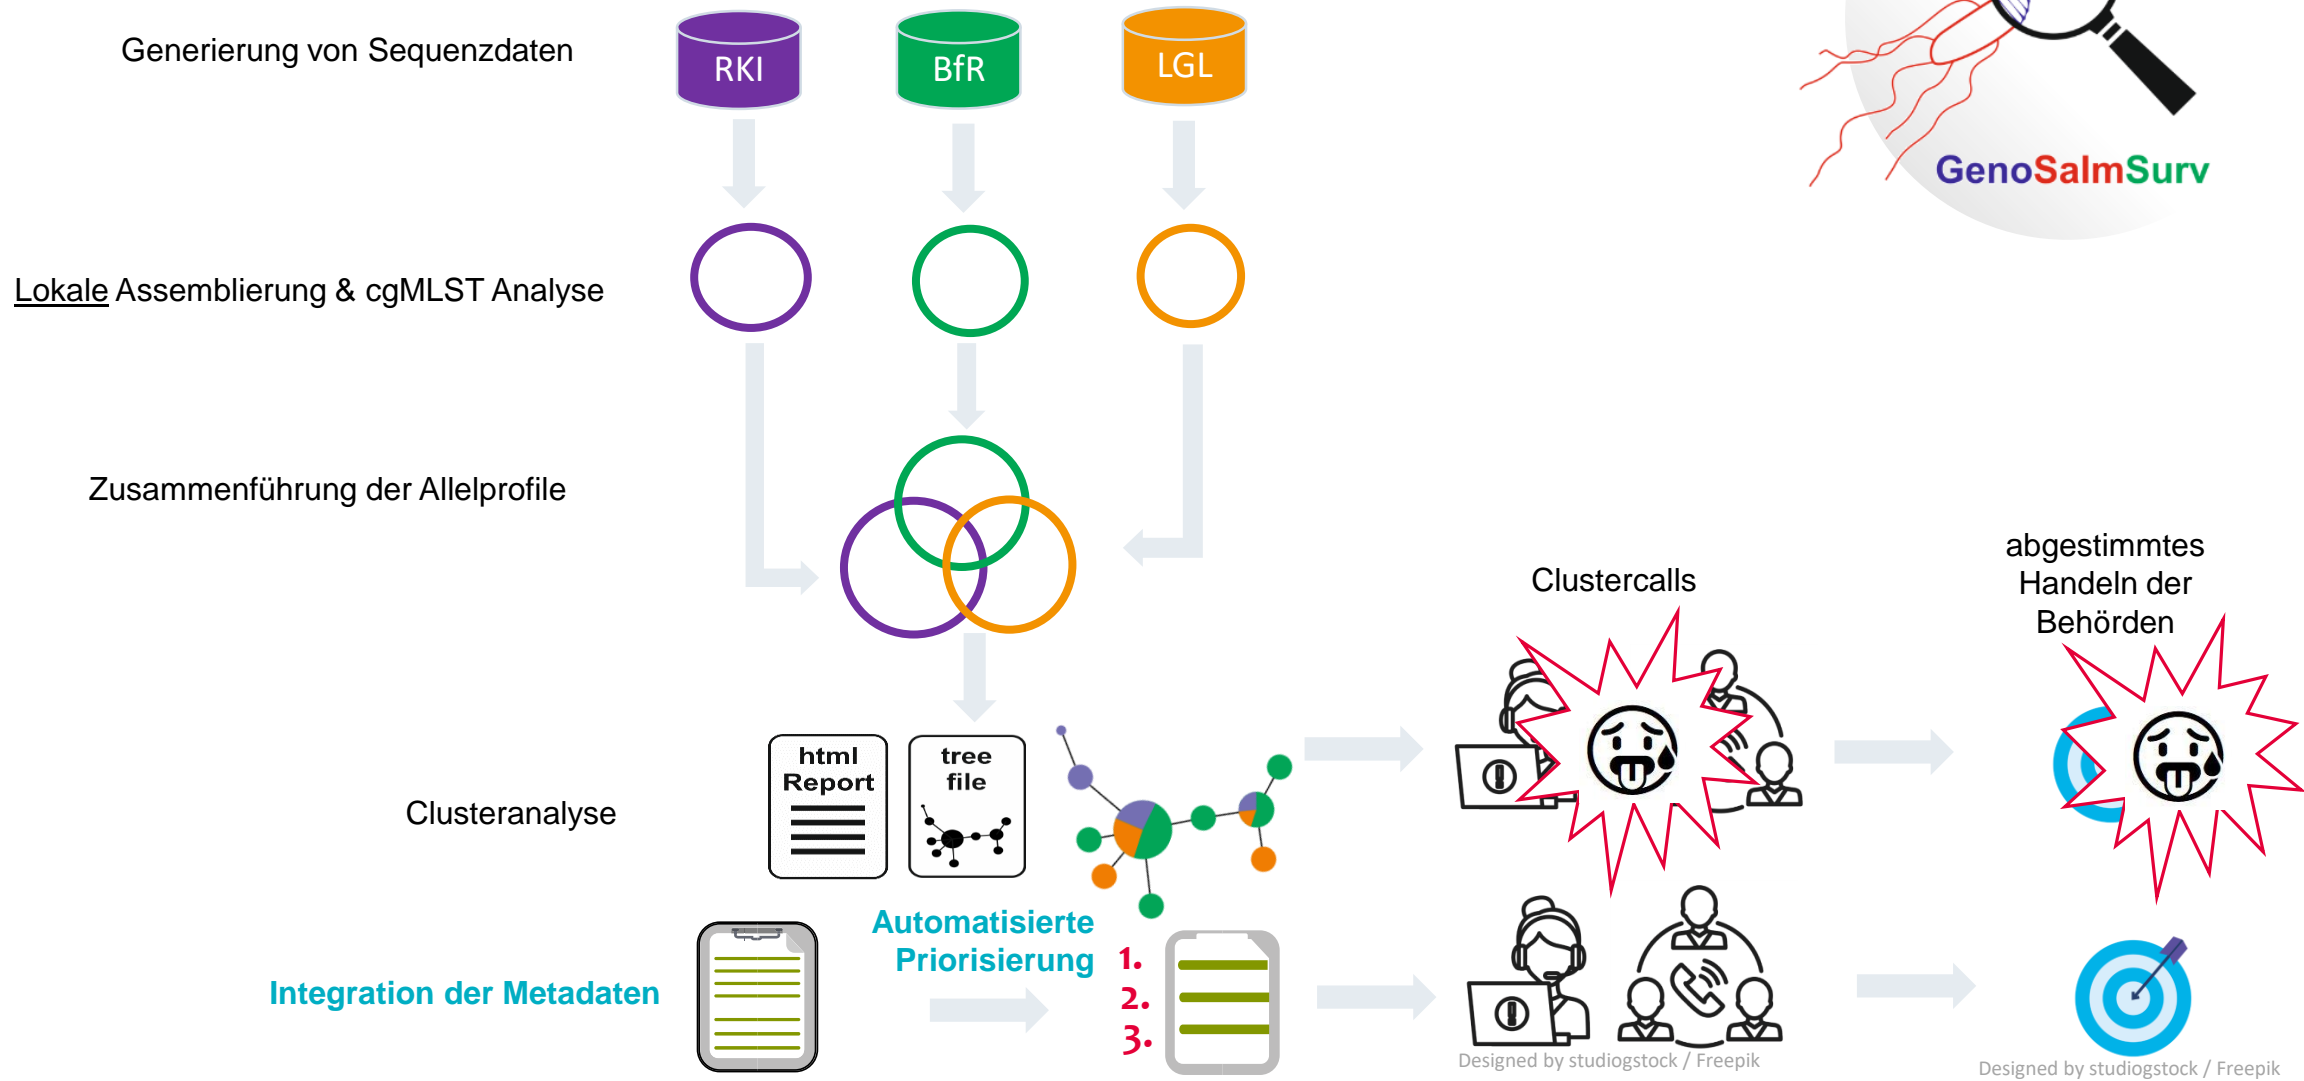 Generierung von Sequenzdaten
RKI
BfR
LGL
GenoSalmSurv
Lokale Assemblierung & cgMLST Analyse
Zusammenführung der Allelprofile
Clustercalls
abgestimmtes
Handeln der
Behörden
html
Report
tree
file
Clusteranalyse
Automatisierte
Priorisierung
Integration der Metadaten
1.
2.
3.
Designed by studiogstock / Freepik
Designed by studiogstock / Freepik